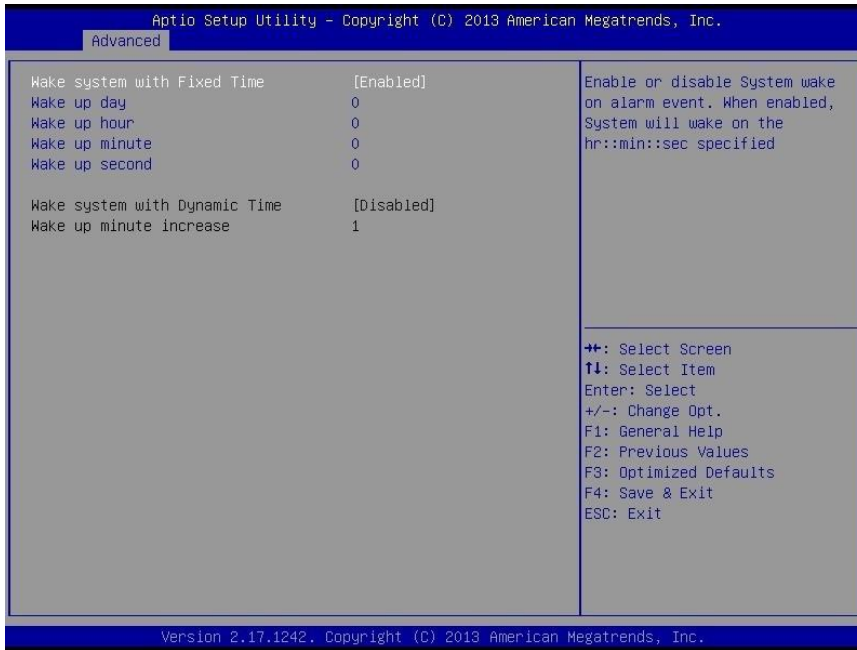 Aptio Setup Utility - Copyright (C) 2013 American Megatrends, Inc.
Advanced
Wake system with Fixed Time [Enabled]
Wake up day 0
Wake up hour 0
Wake up minute 0
Wake up second 0
Wake system with Dynamic Time [Disabled]
Wake up minute increase 1
Enable or disable System wake
on alarm event. When enabled,
System will wake on the
hr::min::sec specified
→←: Select Screen
↑↓: Select Item
Enter: Select
+/-: Change Opt.
F1: General Help
F2: Previous Values
F3: Optimized Defaults
F4: Save & Exit
ESC: Exit
Version 2.17.1242. Copyright (C) 2013 American Megatrends, Inc.